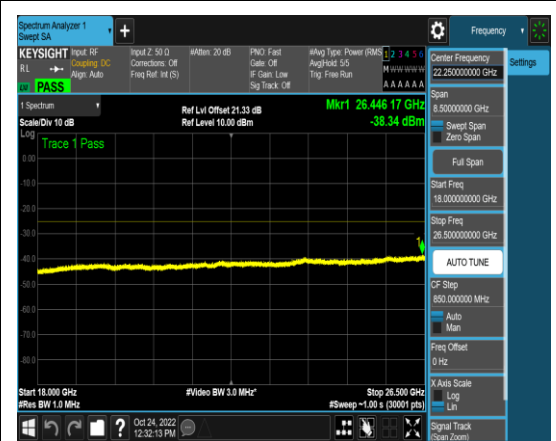 Spectrum Analyzer 1
Swept SA
Frequency
KEYSIGHT
Input: RF
Input Z: 50 Ω
#Atten: 20 dB
PNO: Fast
#Avg Type: Power (RMS
1 2 3 4 5 6
RL
Coupling: DC
Corrections: Off
Gate: Off
Avg|Hold: 5/5
M W W W W W
Align: Auto
Freq Ref: Int (S)
IF Gain: Low
Trig: Free Run
PASS
Sig Track: Off
A A A A A A
1 Spectrum
Ref Lvl Offset 21.33 dB
Mkr1 26.446 17 GHz
Scale/Div 10 dB
Ref Level 10.00 dBm
-38.34 dBm
Log
Trace 1 Pass
0.00
-10.0
-20.0
-30.0
1
-40.0
-50.0
-60.0
-70.0
-80.0
Start 18.000 GHz
#Video BW 3.0 MHz*
Stop 26.500 GHz
#Res BW 1.0 MHz
#Sweep ~1.00 s (30001 pts)
Oct 24, 2022
12:32:13 PM
?
Settings
Center Frequency
22.250000000 GHz
Span
8.50000000 GHz
Swept Span
Zero Span
Full Span
Start Freq
18.000000000 GHz
Stop Freq
26.500000000 GHz
AUTO TUNE
CF Step
850.000000 MHz
Auto
Man
Freq Offset
0 Hz
X Axis Scale
Log
Lin
Signal Track
(Span Zoom)